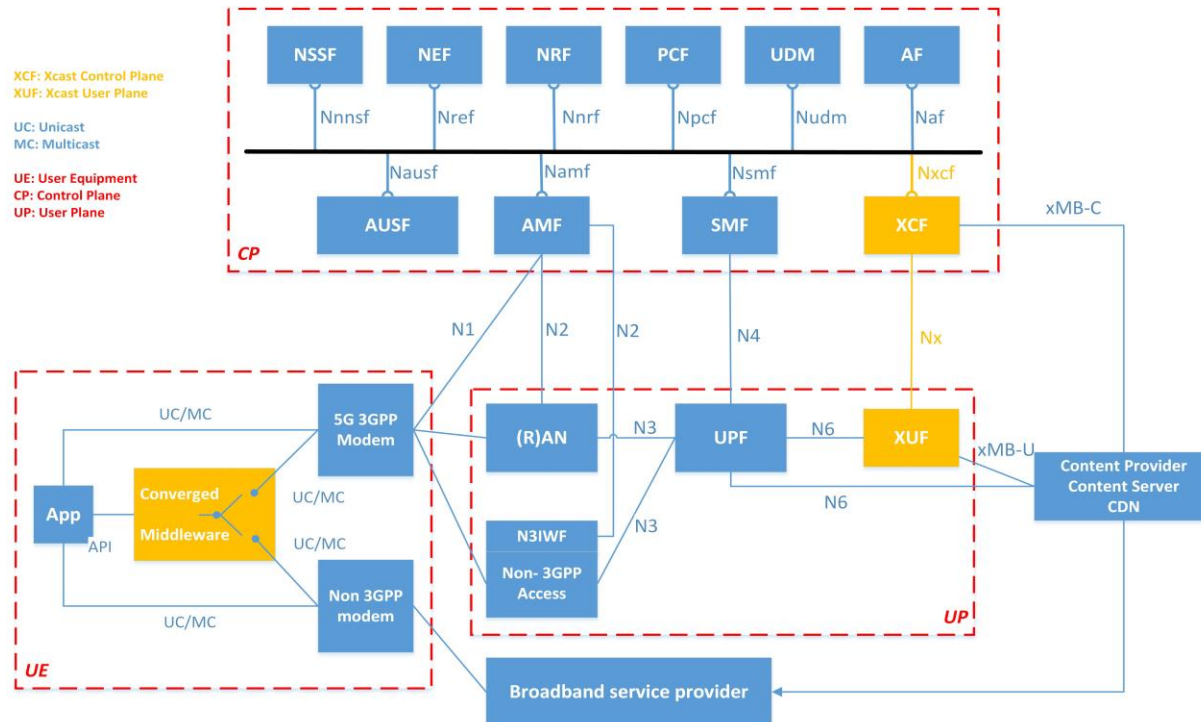 XCF: Xcast Control Plane
XUF: Xcast User Plane
UC: Unicast
MC: Multicast
UE: User Equipment
CP: Control Plane
UP: User Plane
NSSF
NEF
NRF
PCF
UDM
AF
Nnnsf
Nref
Nnrf
Npcf
Nudm
Naf
Nausf
Namf
Nsmf
Nxcf
AUSF
AMF
SMF
XCF
xMB-C
CP
N1
N2
N2
N4
Nx
UC/MC
5G 3GPP
Modem
(R)AN
N3
UPF
N6
XUF
xMB-U
Content Provider
Content Server
CDN
Converged
Middleware
UC/MC
App
API
UC/MC
N6
N3
N3IWF
Non- 3GPP
Access
Non 3GPP
modem
UC/MC
UP
UE
Broadband service provider